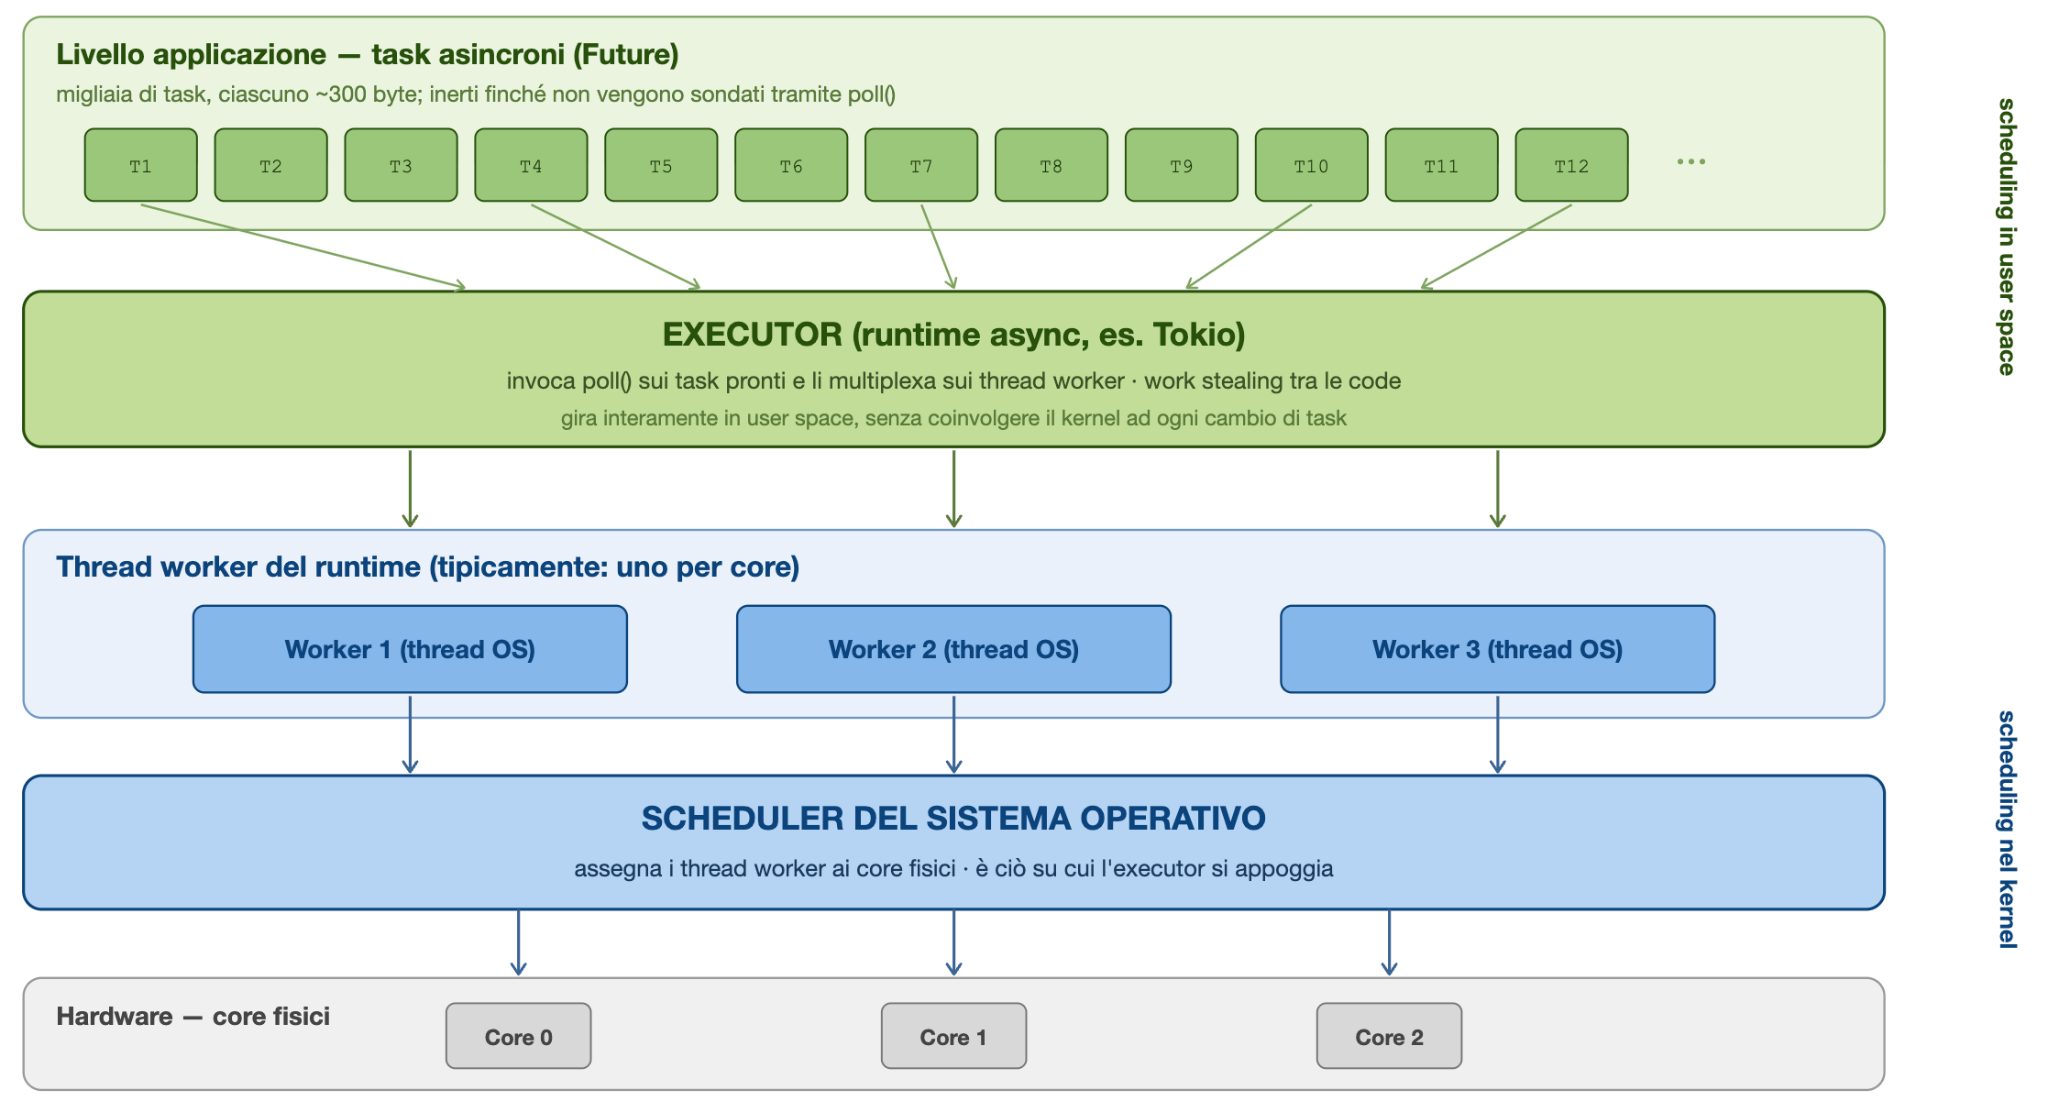 Livello applicazione — task asincroni (Future)
migliaia di task, ciascuno ~300 byte; inerti finché non vengono sondati tramite poll()
T1 T2 T3 T4 T5 T6 T7 T8 T9 T10 T11 T12 ...
scheduling in user space
EXECUTOR (runtime async, es. Tokio)
invoca poll() sui task pronti e li multiplexa sui thread worker · work stealing tra le code
gira interamente in user space, senza coinvolgere il kernel ad ogni cambio di task
Thread worker del runtime (tipicamente: uno per core)
Worker 1 (thread OS) Worker 2 (thread OS) Worker 3 (thread OS)
scheduling nel kernel
SCHEDULER DEL SISTEMA OPERATIVO
assegna i thread worker ai core fisici · è ciò su cui l'executor si appoggia
Hardware — core fisici
Core 0 Core 1 Core 2